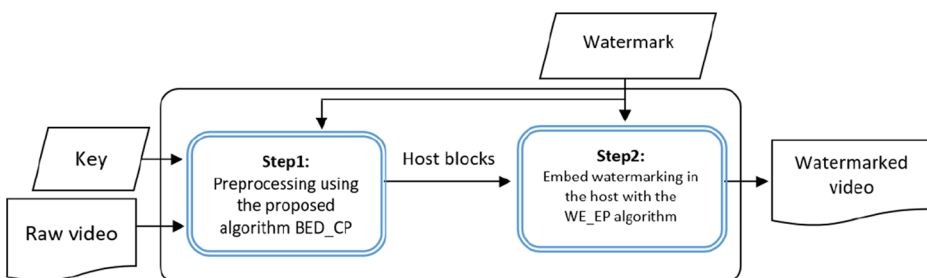 Watermark
Key
Raw video
Step1:
Preprocessing using
the proposed
algorithm BED_CP
Host blocks
Step2:
Embed watermarking in
the host with the
WE_EP algorithm
Watermarked
video